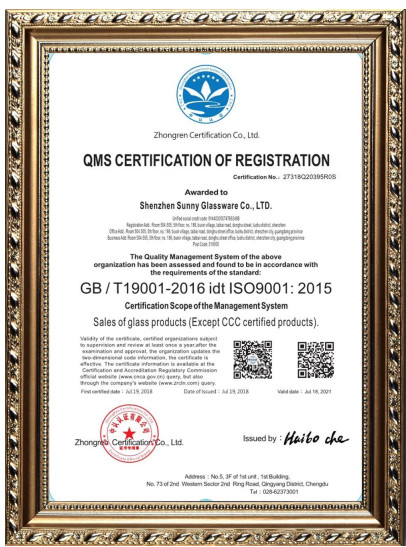 Zhongren Certification Co., Ltd.
QMS CERTIFICATION OF REGISTRATION
Certification No.: 27318Q20395R0S
Awarded to
Shenzhen Sunny Glassware Co., LTD.
Unified social credit code:
Post Code: 518000
The Quality Management System of the above
organization has been assessed and found to be in accordance with
the requirements of the standard:
GB / T19001-2016 idt ISO9001: 2015
Certification Scope of the Management System
Sales of glass products (Except CCC certified products).
Validity of the certificate, certified organizations subject
to supervision and review at least once a year.after the
examination and approval, the organization updates the
two dimensional code information, the certificate is
effective. The certificate information is available at the
Certification and Accreditation Regulatory Commission
official website (www.cnca.gov.cn) query, but also
through the company's website (www.zrcln.com) query.
First certified date : Jul.19, 2018
Date of Issued : Jul.19, 2018
Valid date : Jul.18, 2021
Zhongren Certification Co., Ltd.
Issued by : Haibo che
Address : No.5, 3F of 1st unit , 1st Building,
No. 73 of 2nd Western Sector 2nd Ring Road, Qingyang District, Chengdu
Tel : 028-62373001